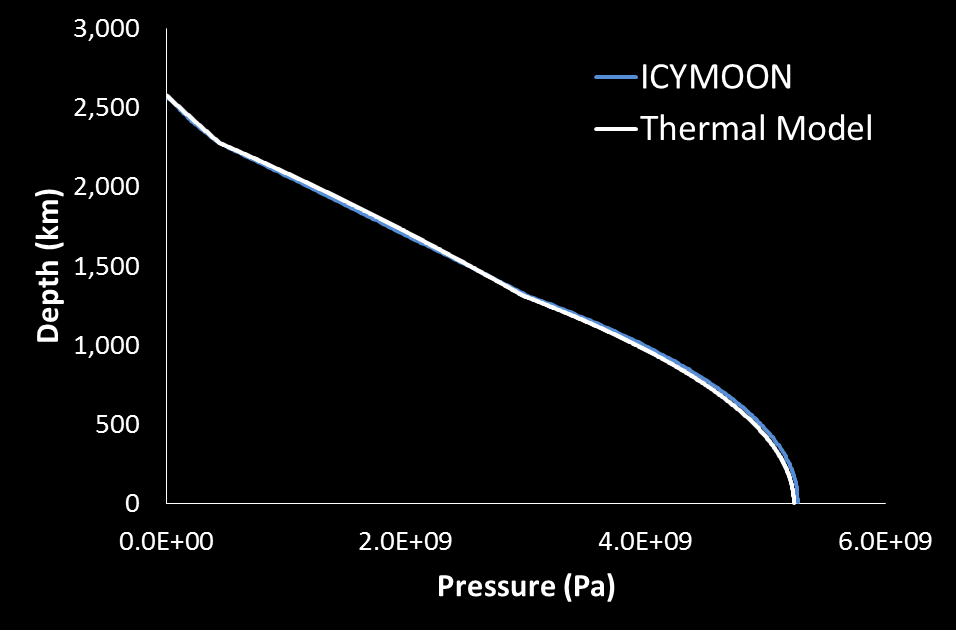 3,000
2,500
2,000
1,500
1,000
500
0
Depth (km)
ICYMOON
Thermal Model
0.0E+00 2.0E+09 4.0E+09 6.0E+09
Pressure (Pa)